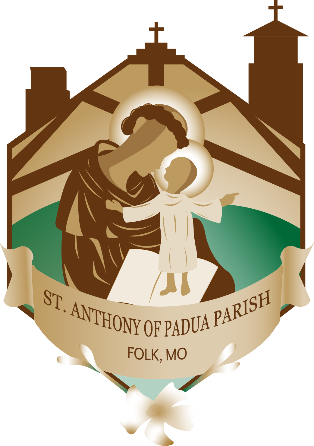 ST. ANTHONY OF PADUA PARISH
FOLK, MO